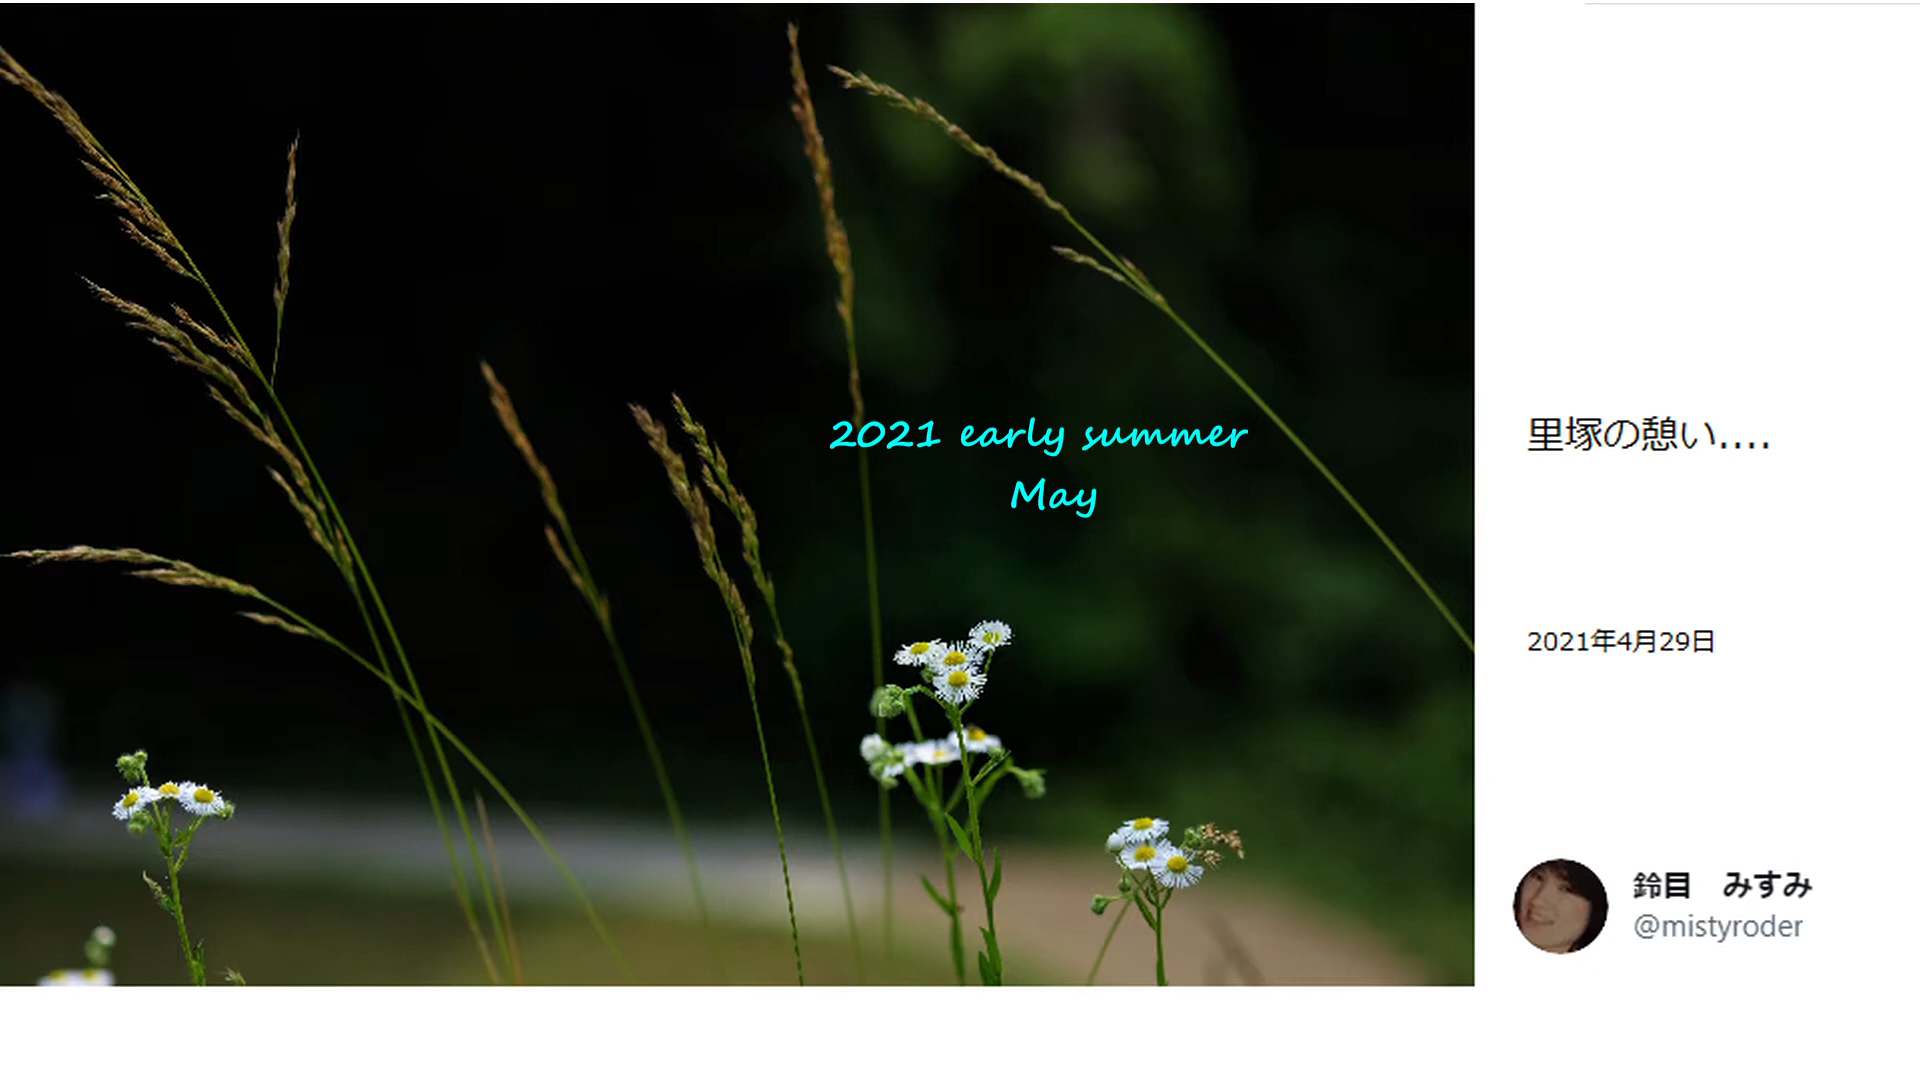 2021 early summer
May
里塚の憩い....
2021年4月29日
鈴目　みすみ
@mistyroder